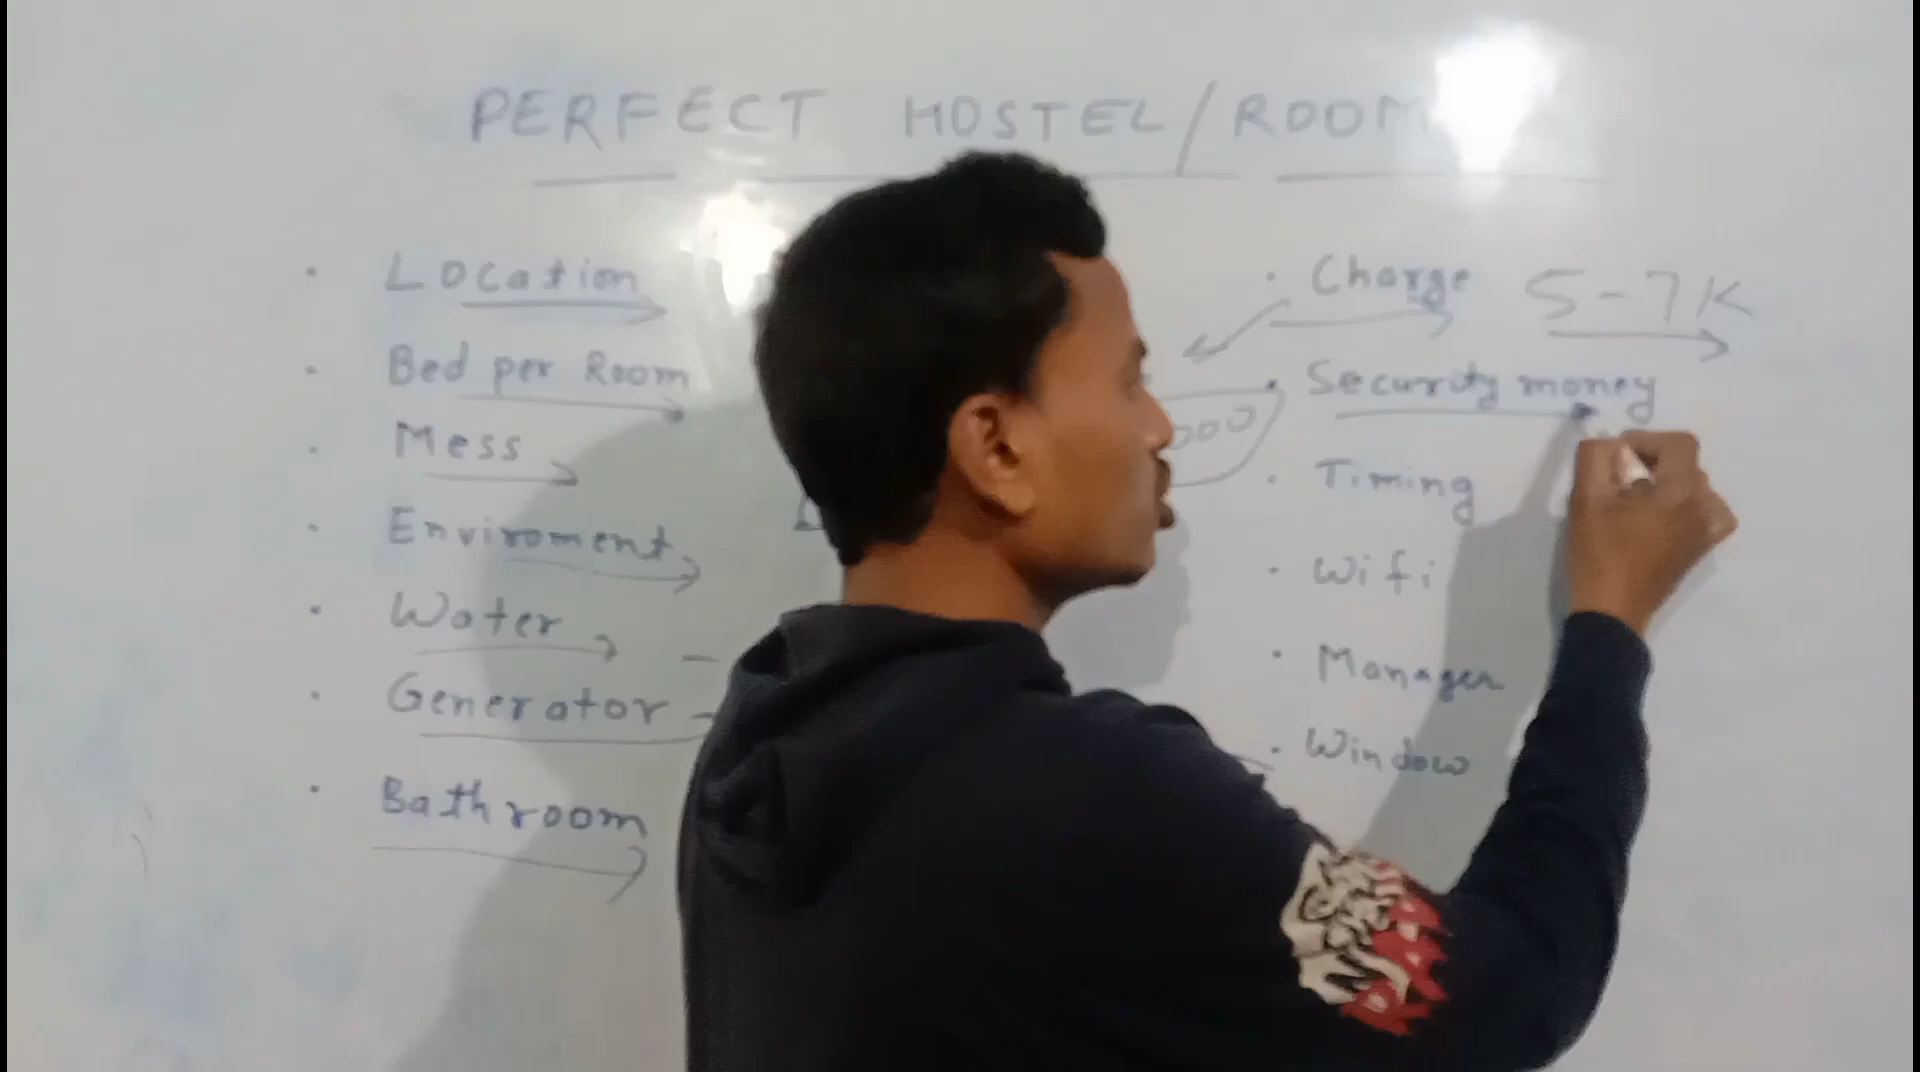 PERFECT HOSTEL/ROOM
Location
Bed per Room
Mess
Enviroment
Water
Generator
Bathroom
Charge 5-7K
Security money
Timing
Wifi
Manager
Window